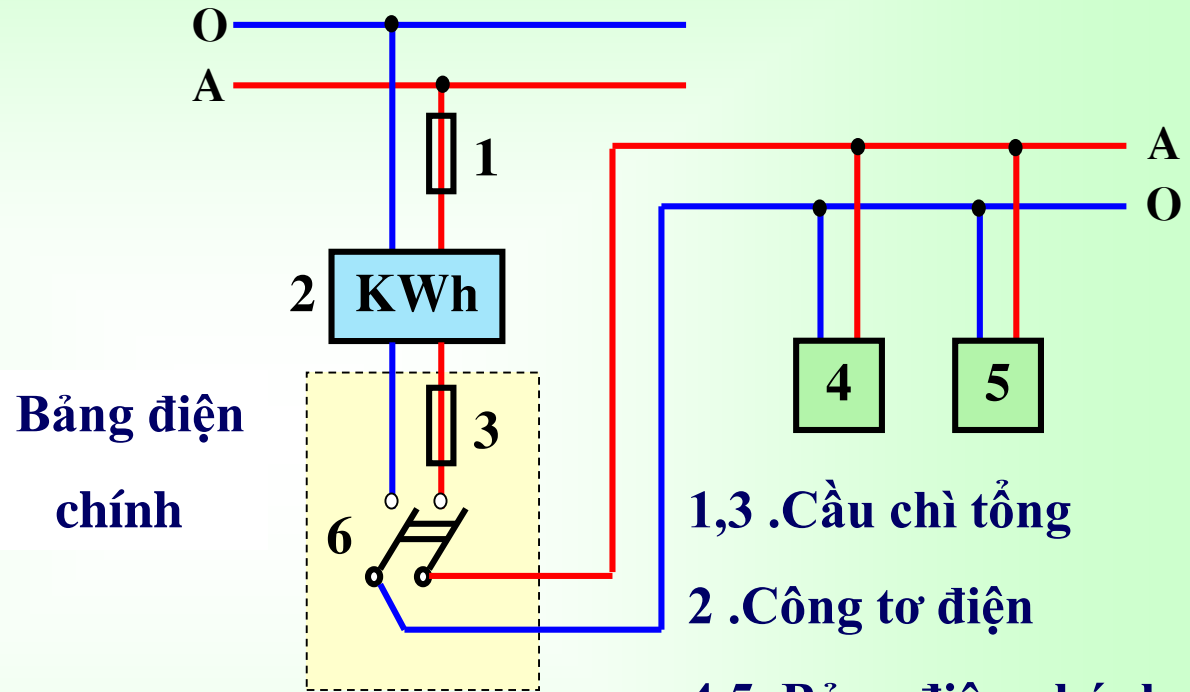 O
A
1
A
O
2 KWh
4 5
Bảng điện
chính
3
6
1,3 .Cầu chì tổng
2 .Công tơ điện